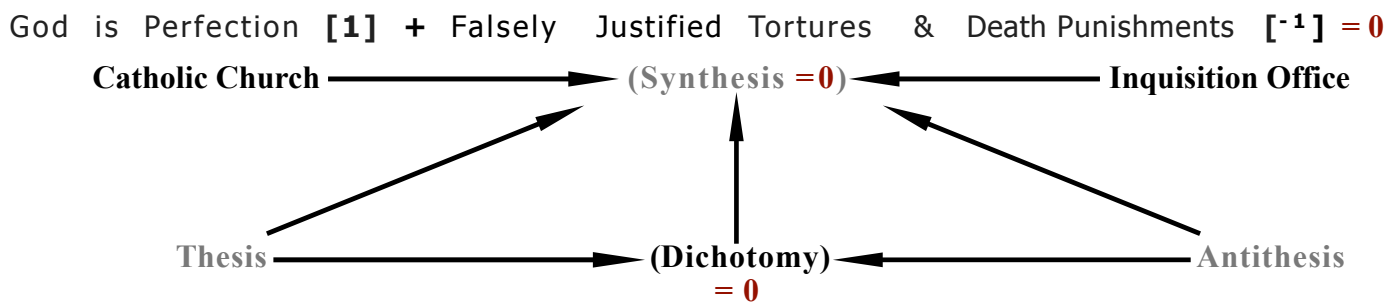 God is Perfection [1] + Falsely Justified Tortures & Death Punishments [-1] = 0
Catholic Church (Synthesis =0) Inquisition Office
Thesis (Dichotomy) Antithesis
= 0